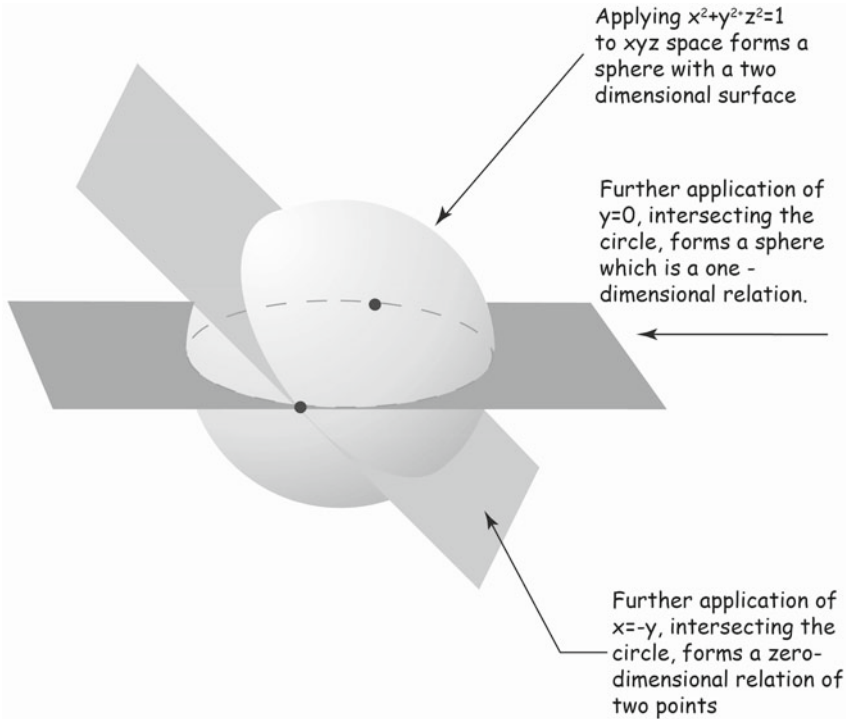 Applying x²+y²⁺z²=1
to xyz space forms a
sphere with a two
dimensional surface
Further application of
y=0, intersecting the
circle, forms a sphere
which is a one -
dimensional relation.
Further application of
x=-y, intersecting the
circle, forms a zero-
dimensional relation of
two points